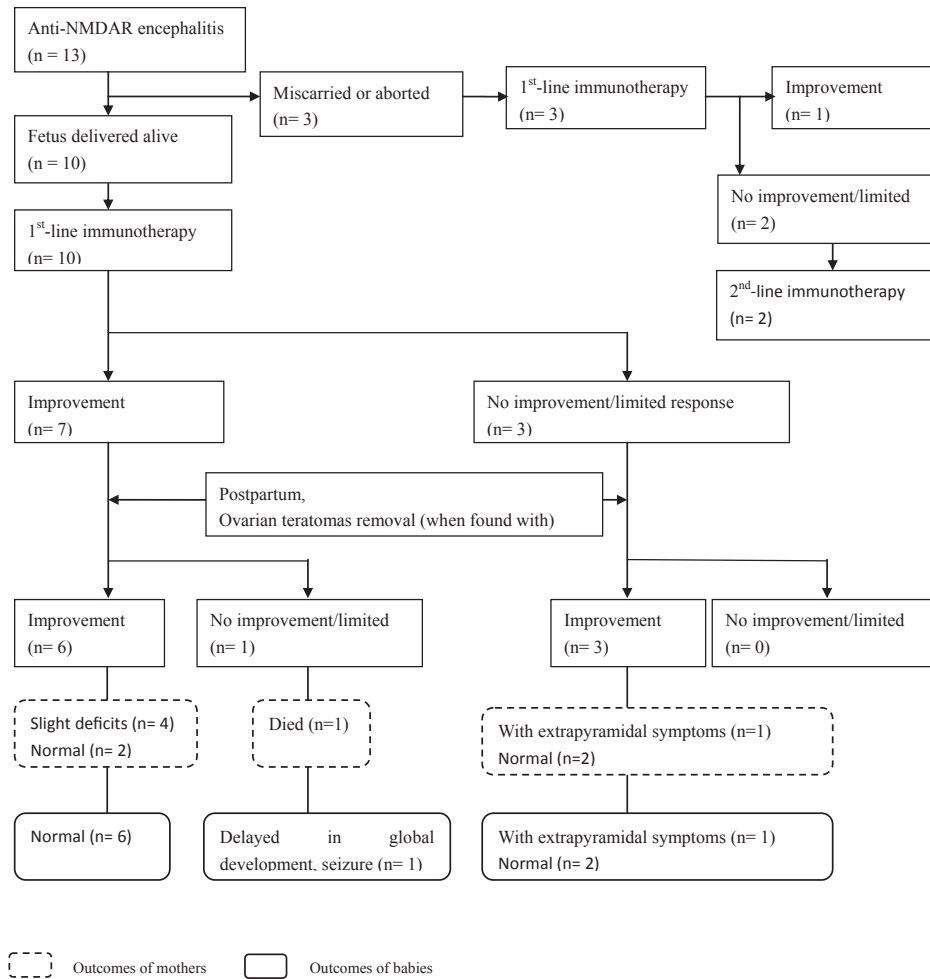 Anti-NMDAR encephalitis
(n = 13)
Miscarried or aborted
(n= 3)
1st-line immunotherapy
(n= 3)
Improvement
(n= 1)
Fetus delivered alive
(n = 10)
No improvement/limited
(n= 2)
1st-line immunotherapy
(n= 10)
2nd-line immunotherapy
(n= 2)
Improvement
(n= 7)
No improvement/limited response
(n= 3)
Postpartum,
Ovarian teratomas removal (when found with)
Improvement
(n= 6)
No improvement/limited
(n= 1)
Improvement
(n= 3)
No improvement/limited
(n= 0)
Slight deficits (n= 4)
Normal (n= 2)
Died (n=1)
With extrapyramidal symptoms (n=1)
Normal (n=2)
Normal (n= 6)
Delayed in global
development, seizure (n= 1)
With extrapyramidal symptoms (n= 1)
Normal (n= 2)
Outcomes of mothers
Outcomes of babies